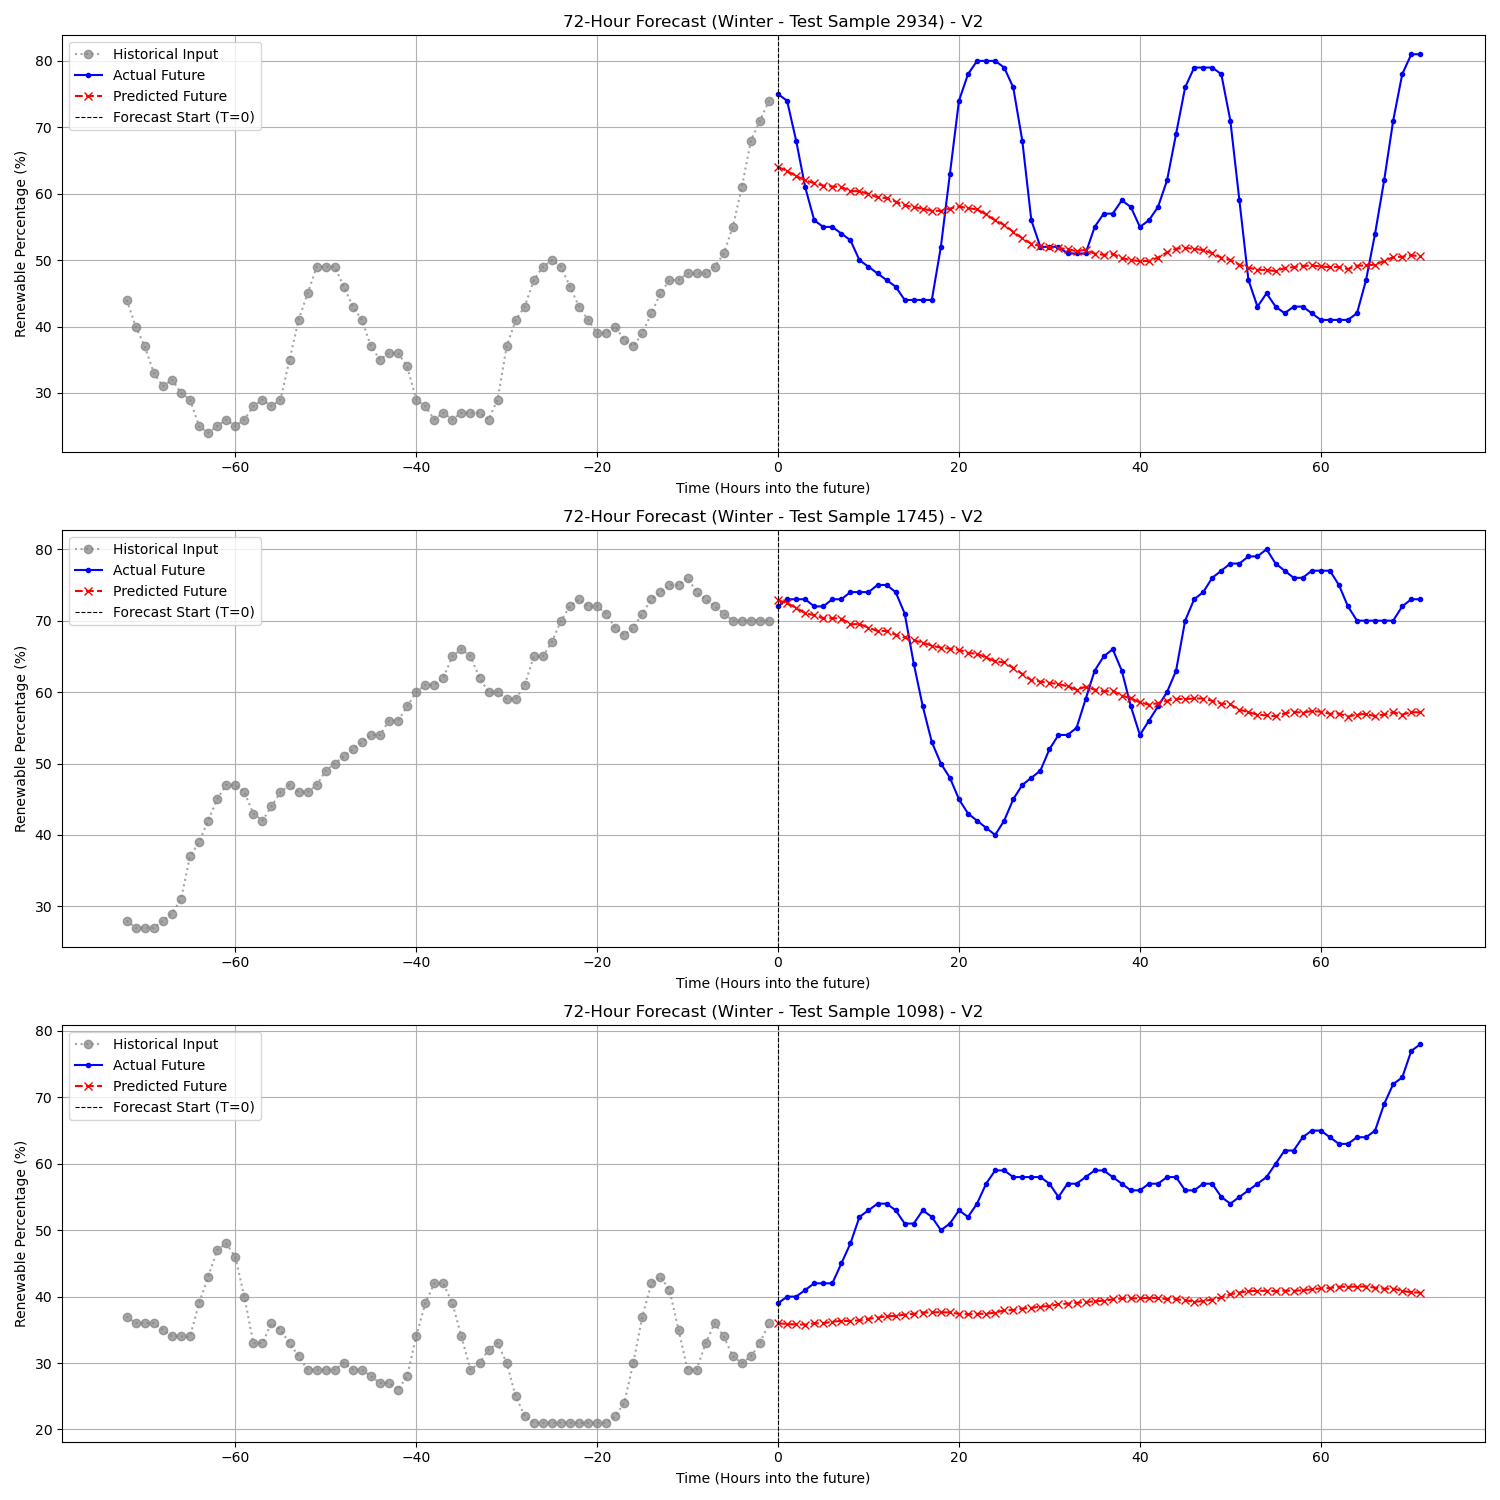 72-Hour Forecast (Winter - Test Sample 2934) - V2
Historical Input
Actual Future
Predicted Future
Forecast Start (T=0)
Renewable Percentage (%)
80
70
60
50
40
30
−60 −40 −20 0 20 40 60
Time (Hours into the future)
72-Hour Forecast (Winter - Test Sample 1745) - V2
Historical Input
Actual Future
Predicted Future
Forecast Start (T=0)
Renewable Percentage (%)
80
70
60
50
40
30
−60 −40 −20 0 20 40 60
Time (Hours into the future)
72-Hour Forecast (Winter - Test Sample 1098) - V2
Historical Input
Actual Future
Predicted Future
Forecast Start (T=0)
Renewable Percentage (%)
80
70
60
50
40
30
20
−60 −40 −20 0 20 40 60
Time (Hours into the future)